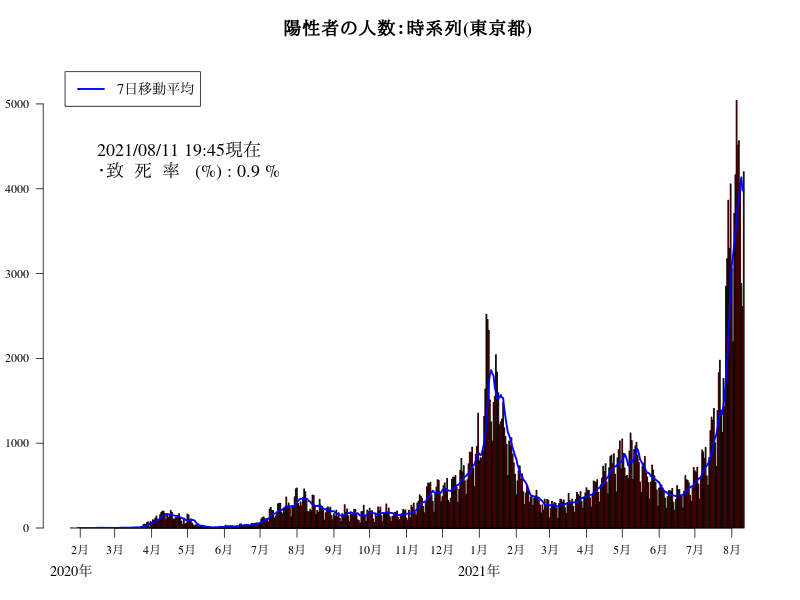 陽性者の人数:時系列(東京都)
7日移動平均
2021/08/11 19:45現在
・致 死 率 (%) : 0.9 %
5000
4000
3000
2000
1000
0
2月 3月 4月 5月 6月 7月 8月 9月 10月 11月 12月 1月 2月 3月 4月 5月 6月 7月 8月
2020年 2021年